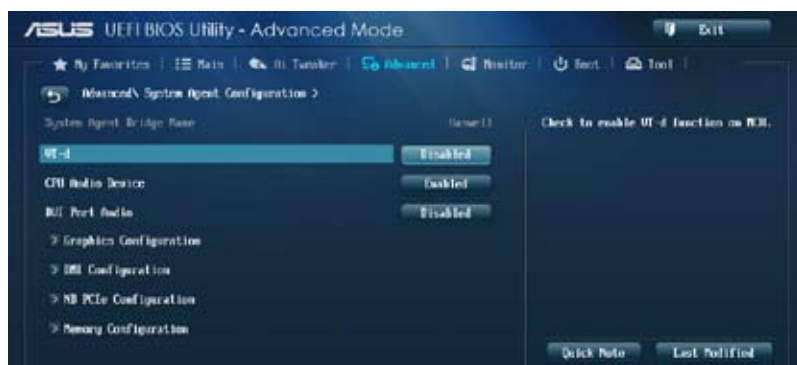 ASUS UEFI BIOS Utility - Advanced Mode
Exit
My Favorites Main Ai Tweaker Advanced Monitor Boot Tool
Advanced\ System Agent Configuration >
System Agent Bridge Name Haswell
Check to enable VT-d function on MCH.
VT-d Disabled
CPU Audio Device Enabled
DVI Port Audio Disabled
> Graphics Configuration
> DMI Configuration
> NB PCIe Configuration
> Memory Configuration
Quick Note Last Modified